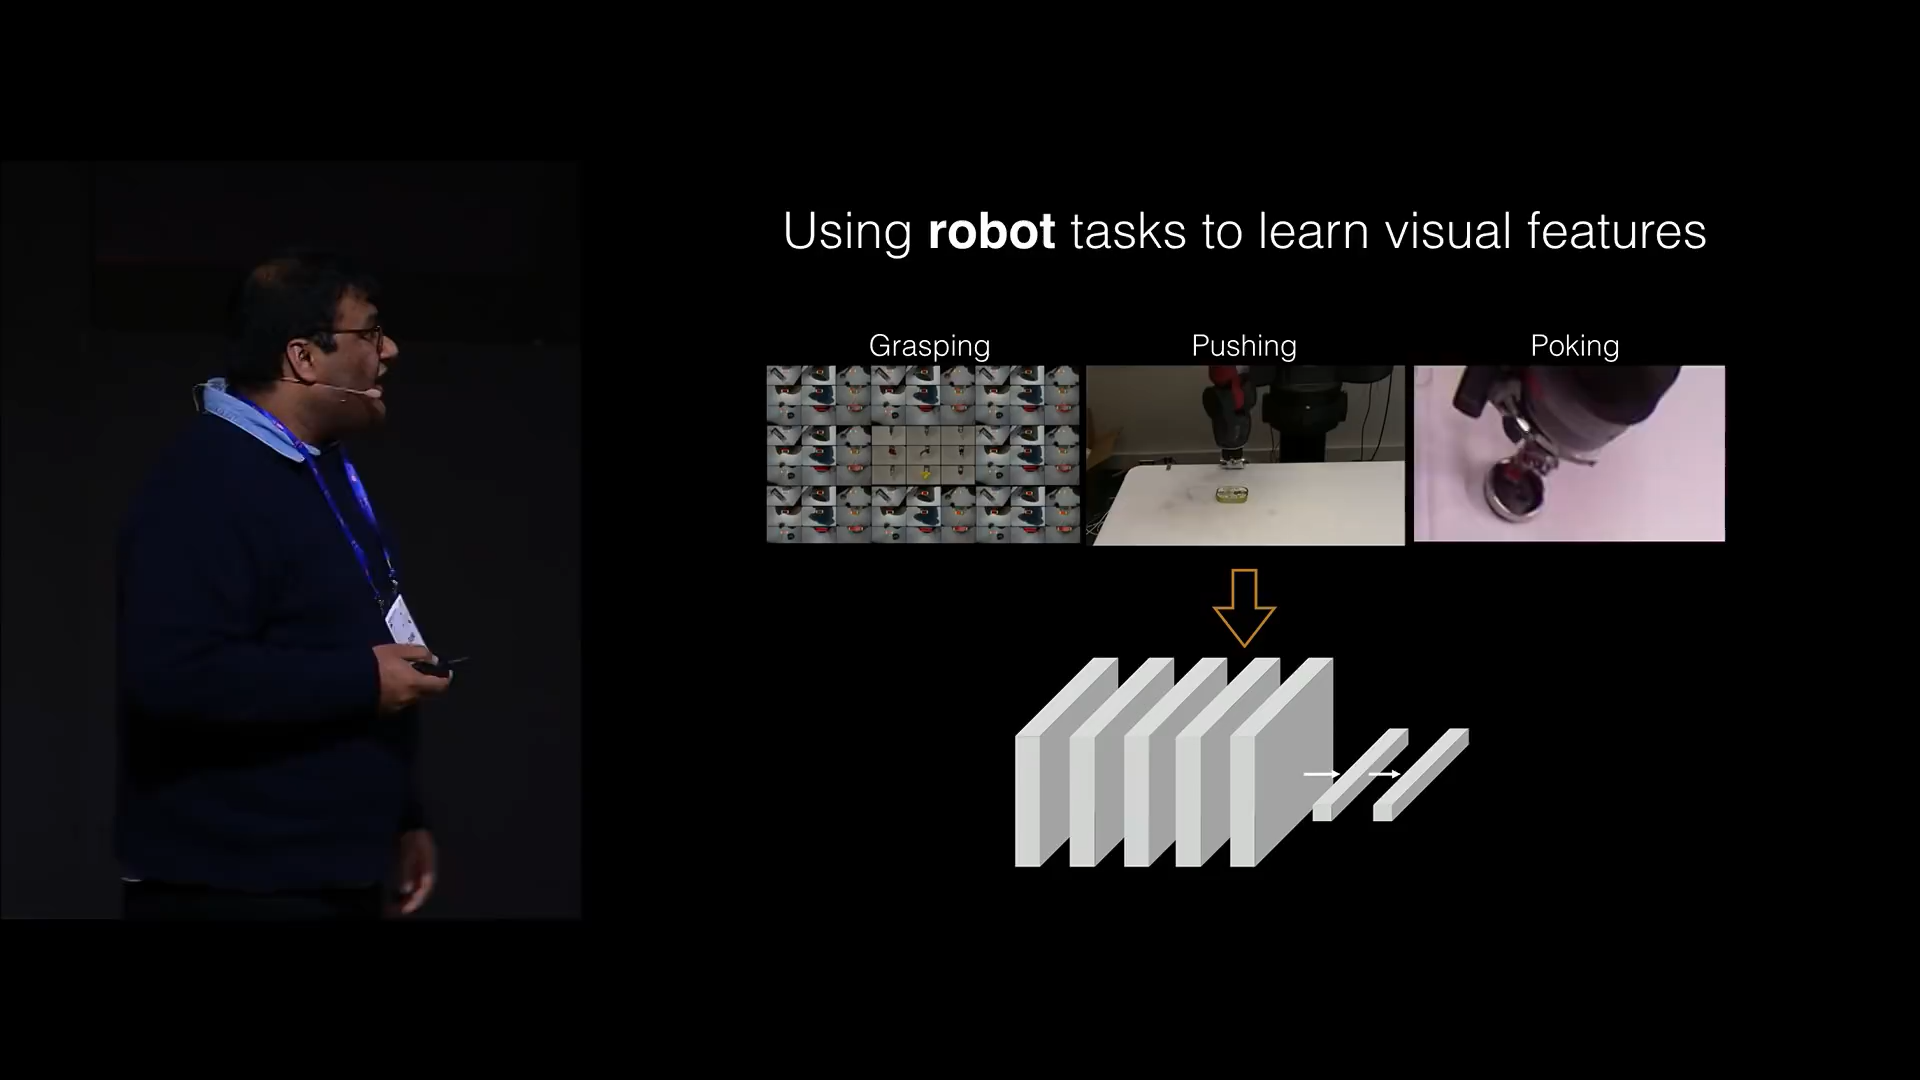 Using robot tasks to learn visual features
Grasping
Pushing
Poking